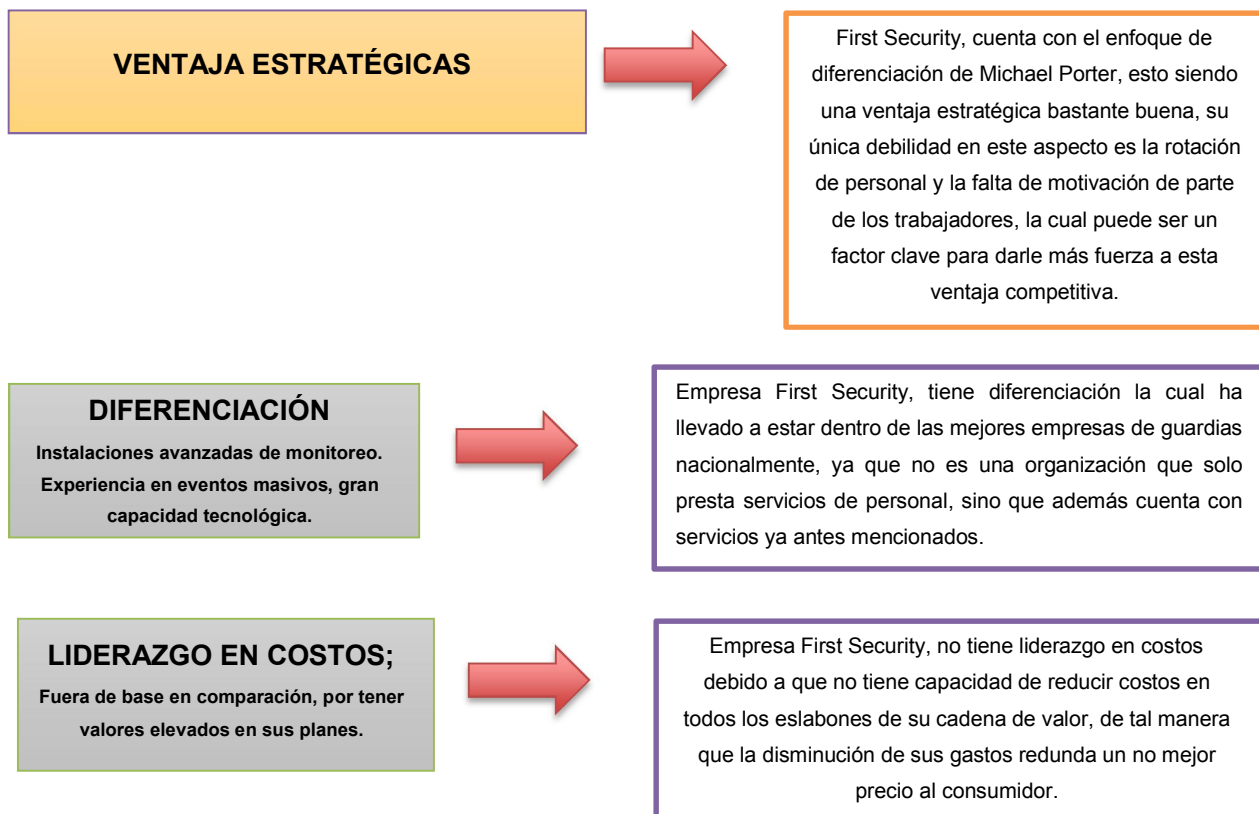 VENTAJA ESTRATÉGICAS
First Security, cuenta con el enfoque de
diferenciación de Michael Porter, esto siendo
una ventaja estratégica bastante buena, su
única debilidad en este aspecto es la rotación
de personal y la falta de motivación de parte
de los trabajadores, la cual puede ser un
factor clave para darle más fuerza a esta
ventaja competitiva.
DIFERENCIACIÓN
Instalaciones avanzadas de monitoreo.
Experiencia en eventos masivos, gran
capacidad tecnológica.
Empresa First Security, tiene diferenciación la cual ha
llevado a estar dentro de las mejores empresas de guardias
nacionalmente, ya que no es una organización que solo
presta servicios de personal, sino que además cuenta con
servicios ya antes mencionados.
LIDERAZGO EN COSTOS;
Fuera de base en comparación, por tener
valores elevados en sus planes.
Empresa First Security, no tiene liderazgo en costos
debido a que no tiene capacidad de reducir costos en
todos los eslabones de su cadena de valor, de tal manera
que la disminución de sus gastos redunda un no mejor
precio al consumidor.